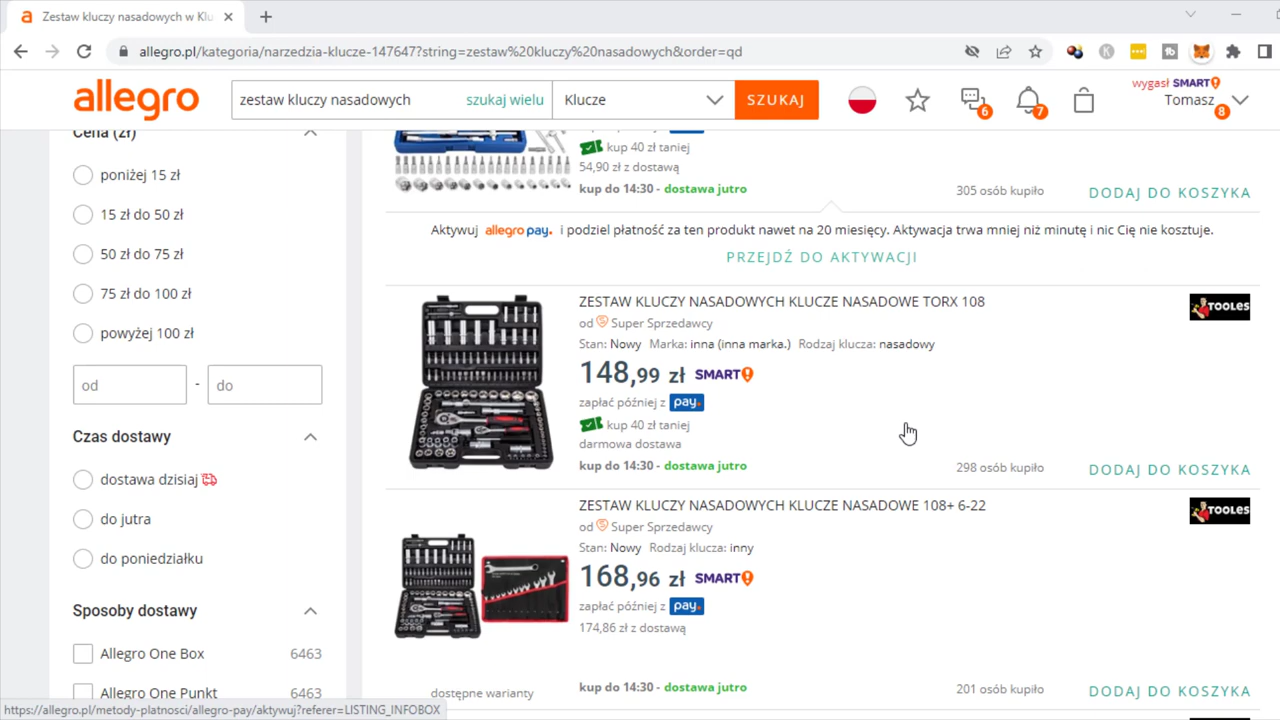 Zestaw kluczy nasadowych w Klu
allegro.pl/kategoria/narzedzia-klucze-147647?string=zestaw%20kluczy%20nasadowych&order=qd
allegro
zestaw kluczy nasadowych
szukaj wielu
Klucze
SZUKAJ
6
7
wygasł SMART!
Tomasz
8
Cena (zł)
poniżej 15 zł
15 zł do 50 zł
50 zł do 75 zł
75 zł do 100 zł
powyżej 100 zł
od
-
do
Czas dostawy
dostawa dzisiaj
do jutra
do poniedziałku
Sposoby dostawy
Allegro One Box
6463
Allegro One Punkt
6463
kup 40 zł taniej
54,90 zł z dostawą
kup do 14:30 - dostawa jutro
305 osób kupiło
DODAJ DO KOSZYKA
Aktywuj allegro pay. i podziel płatność za ten produkt nawet na 20 miesięcy. Aktywacja trwa mniej niż minutę i nic Cię nie kosztuje.
PRZEJDŹ DO AKTYWACJI
ZESTAW KLUCZY NASADOWYCH KLUCZE NASADOWE TORX 108
TOOLES
od Super Sprzedawcy
Stan: Nowy Marka: inna (inna marka.) Rodzaj klucza: nasadowy
148,99 zł SMART!
zapłać później z pay.
kup 40 zł taniej
darmowa dostawa
kup do 14:30 - dostawa jutro
298 osób kupiło
DODAJ DO KOSZYKA
ZESTAW KLUCZY NASADOWYCH KLUCZE NASADOWE 108+ 6-22
TOOLES
od Super Sprzedawcy
Stan: Nowy Rodzaj klucza: inny
168,96 zł SMART!
zapłać później z pay.
174,86 zł z dostawą
dostępne warianty
kup do 14:30 - dostawa jutro
201 osób kupiło
DODAJ DO KOSZYKA
https://allegro.pl/metody-platnosci/allegro-pay/aktywuj?referer=LISTING_INFOBOX